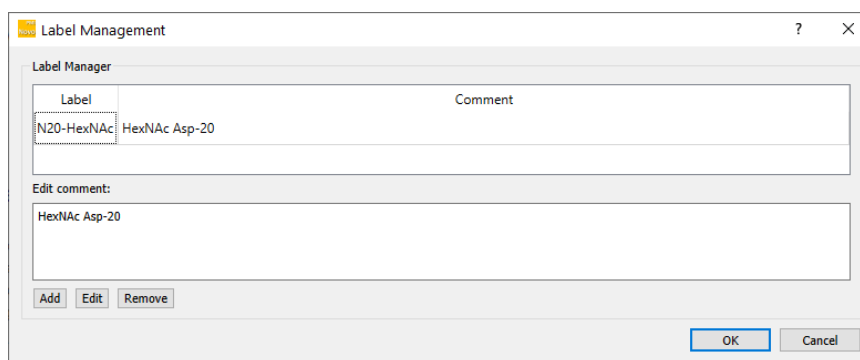 Novo
Label Management
?
Label Manager
Label Comment
N20-HexNAc HexNAc Asp-20
Edit comment:
HexNAc Asp-20
Add Edit Remove
OK Cancel